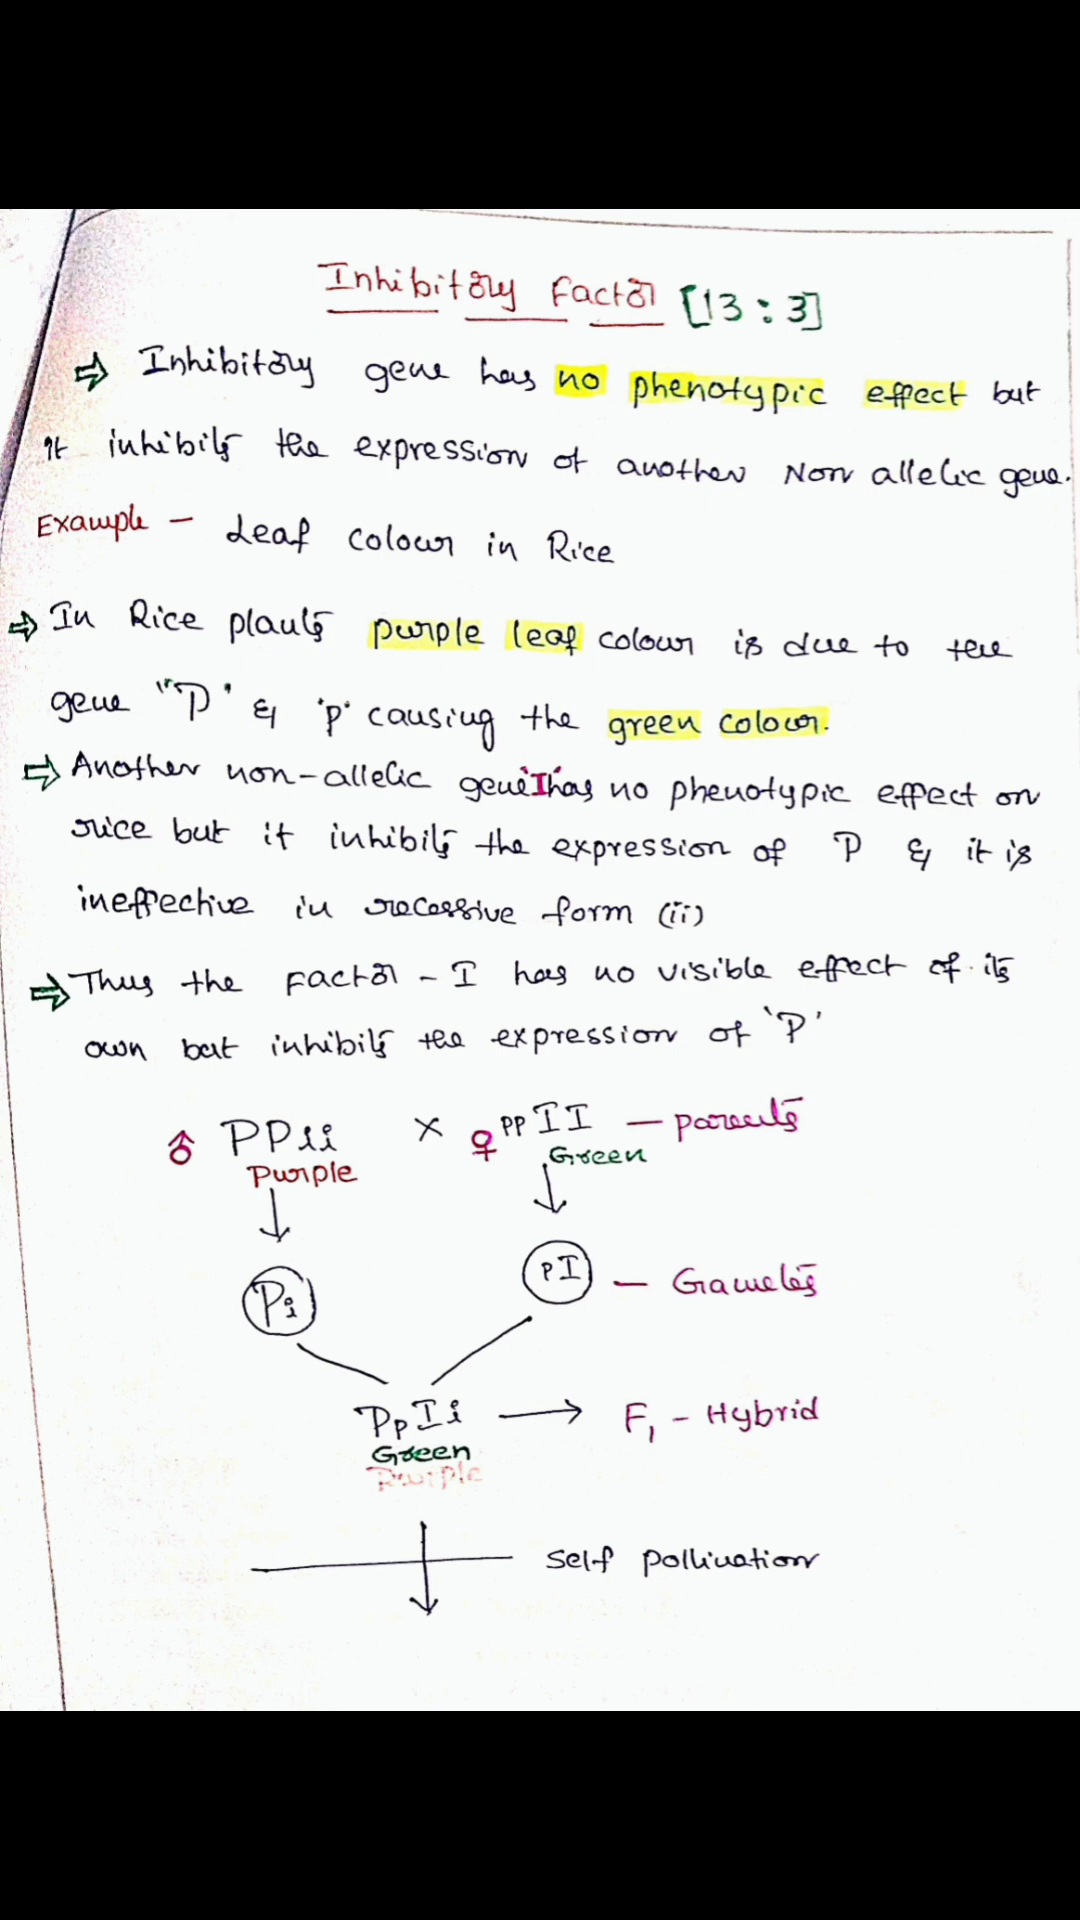 Inhibitory Factor [13 : 3]
⇒ Inhibitory gene has no phenotypic effect but
it inhibits the expression of another Non allelic gene.
Example - Leaf colour in Rice
⇒ In Rice plants purple leaf colour is due to the
gene "P" & 'p' causing the green colour.
⇒ Another non-allelic gene 'I' has no phenotypic effect on
rice but it inhibits the expression of P & it is
ineffective in recessive form (ii)
⇒ Thus the Factor - I has no visible effect of its
own but inhibits the expression of 'P'
♂ PPii × ♀ ppII - parents
Purple Green
Pi pI - Gametes
PpIi → F1 - Hybrid
Green
Purple
Self pollination